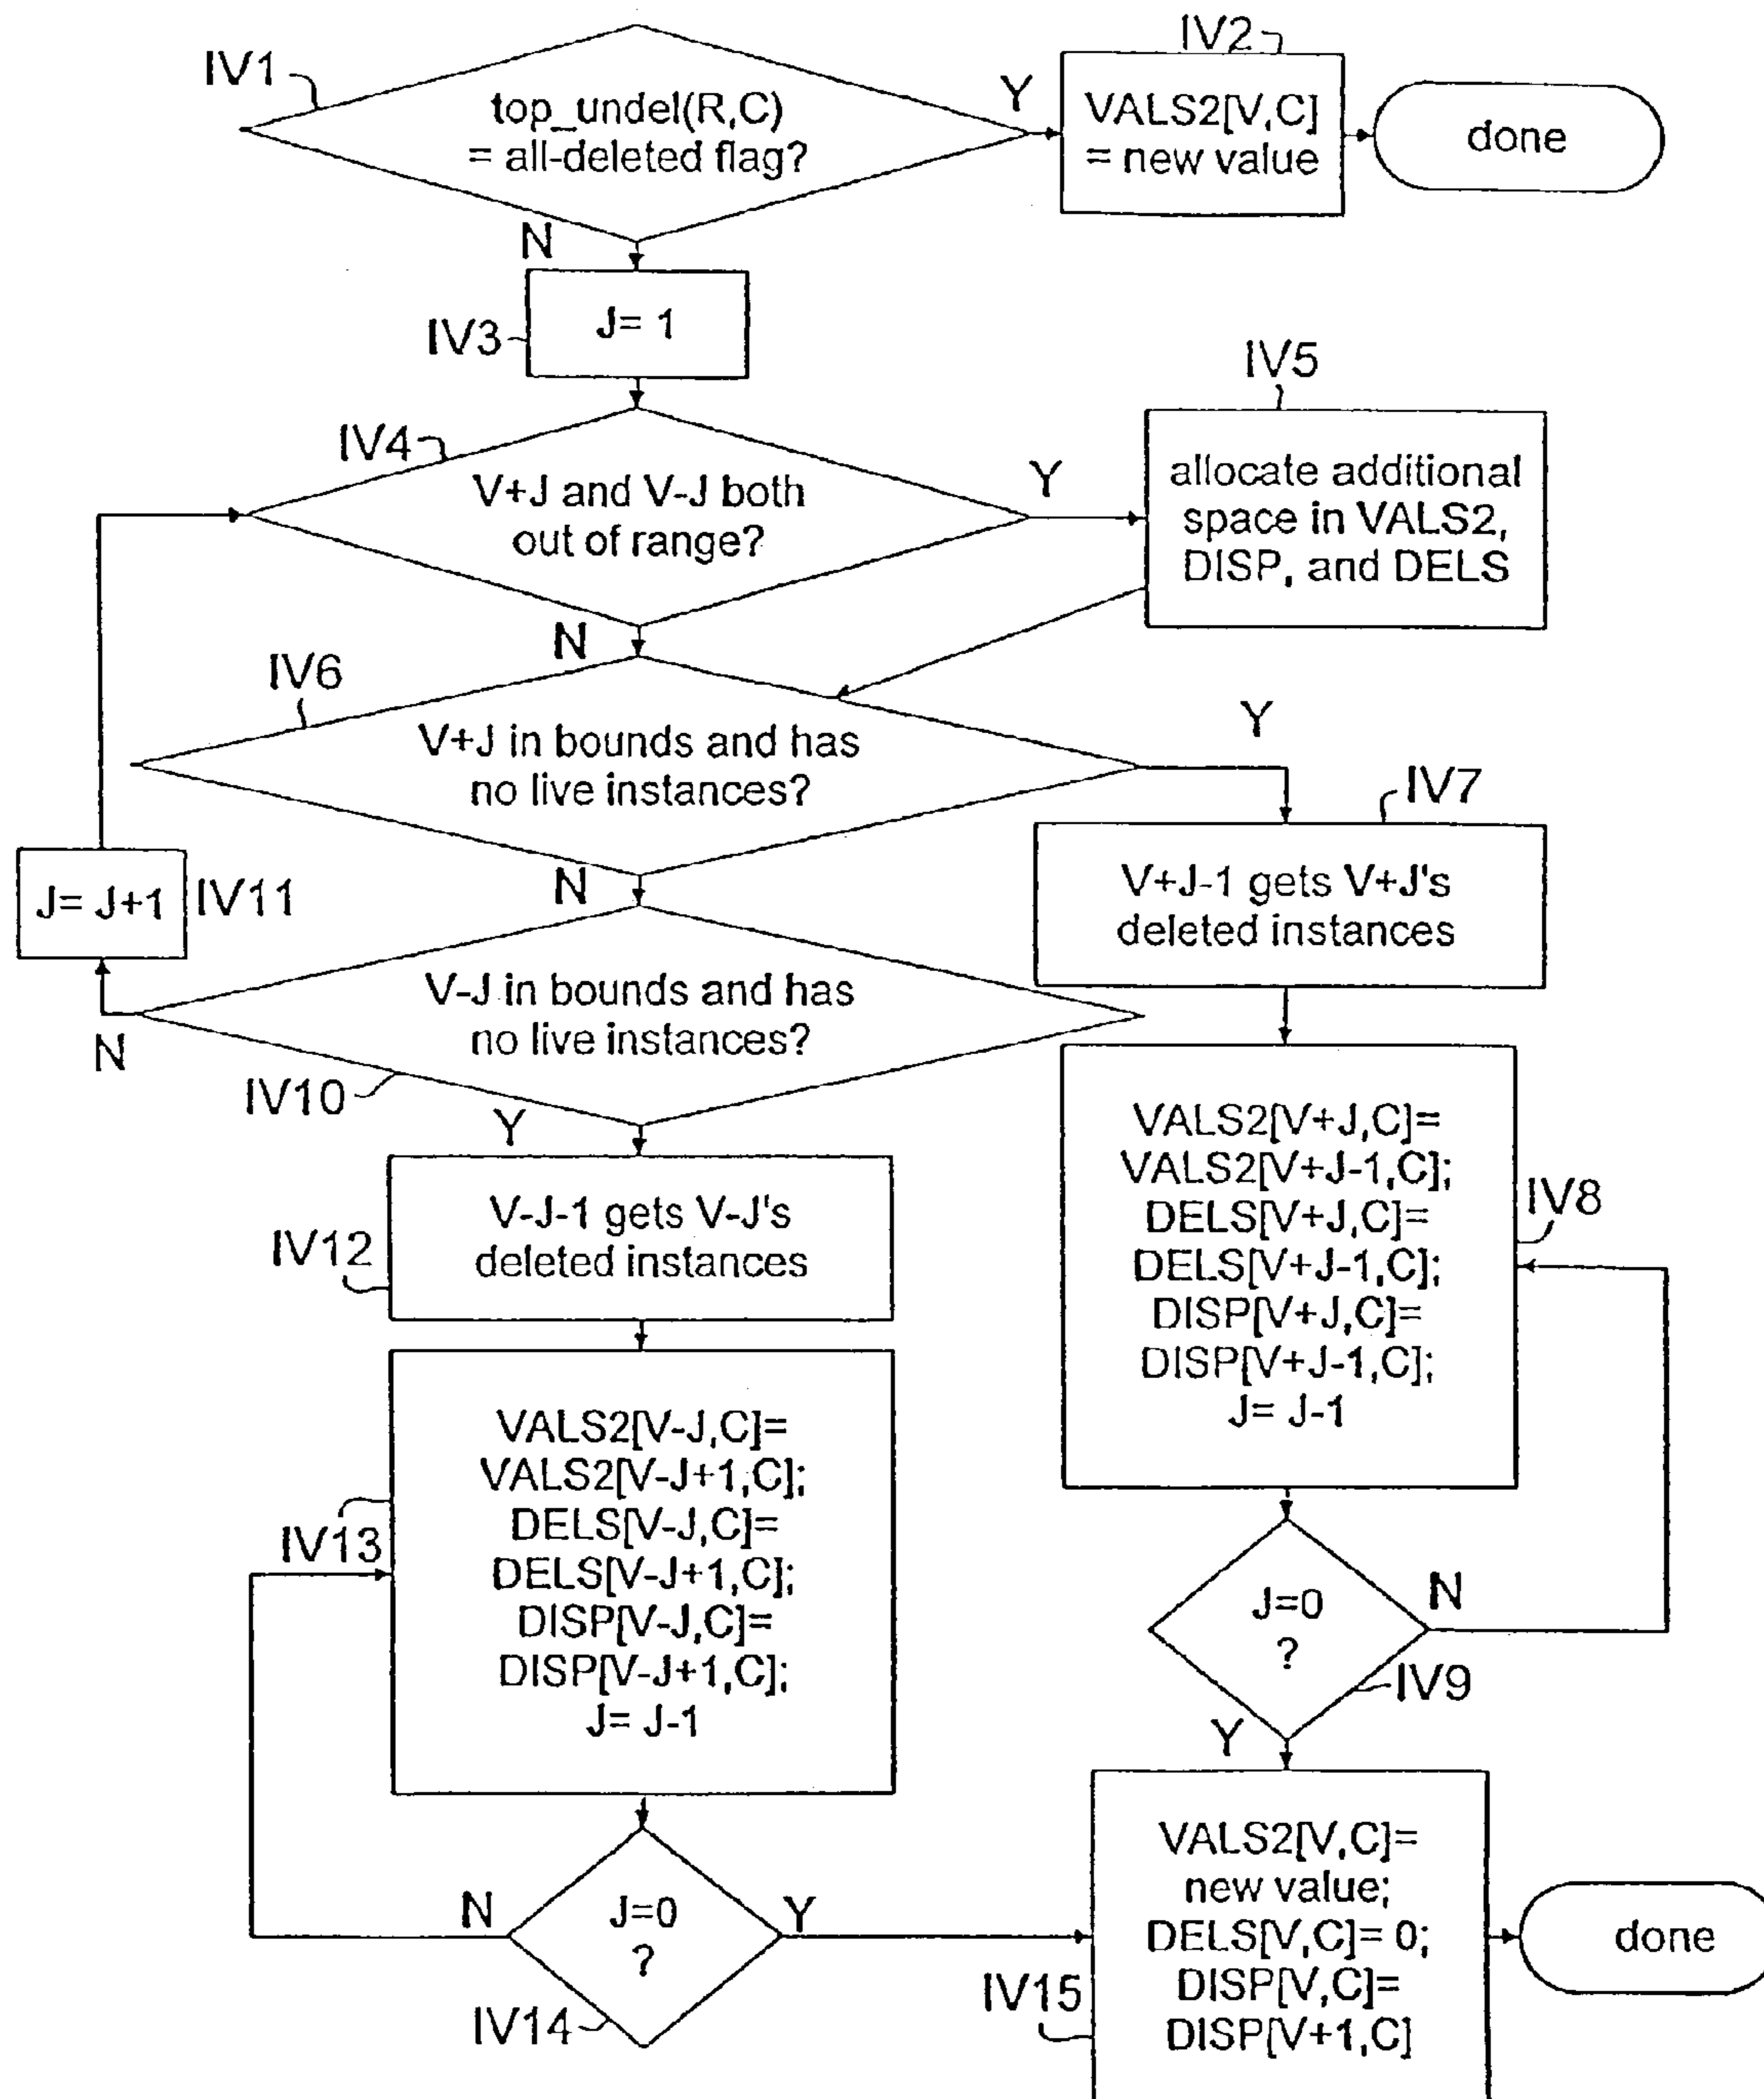 IV1
top_undel(R,C)
= all-deleted flag?
Y
IV2
VALS2[V,C]
= new value
done
N
IV3
J= 1
IV4
V+J and V-J both
out of range?
Y
IV5
allocate additional
space in VALS2,
DISP, and DELS
N
IV6
V+J in bounds and has
no live instances?
Y
IV7
V+J-1 gets V+J's
deleted instances
N
J= J+1
IV11
V-J in bounds and has
no live instances?
N
IV10
Y
IV12
V-J-1 gets V-J's
deleted instances
VALS2[V+J,C]=
VALS2[V+J-1,C];
DELS[V+J,C]=
DELS[V+J-1,C];
DISP[V+J,C]=
DISP[V+J-1,C];
J= J-1
IV8
VALS2[V-J,C]=
VALS2[V-J+1,C];
DELS[V-J,C]=
DELS[V-J+1,C];
DISP[V-J,C]=
DISP[V-J+1,C];
J= J-1
IV13
J=0
?
N
IV9
Y
J=0
?
N
Y
IV14
VALS2[V,C]=
new value;
DELS[V,C]= 0;
DISP[V,C]=
DISP[V+1,C]
IV15
done